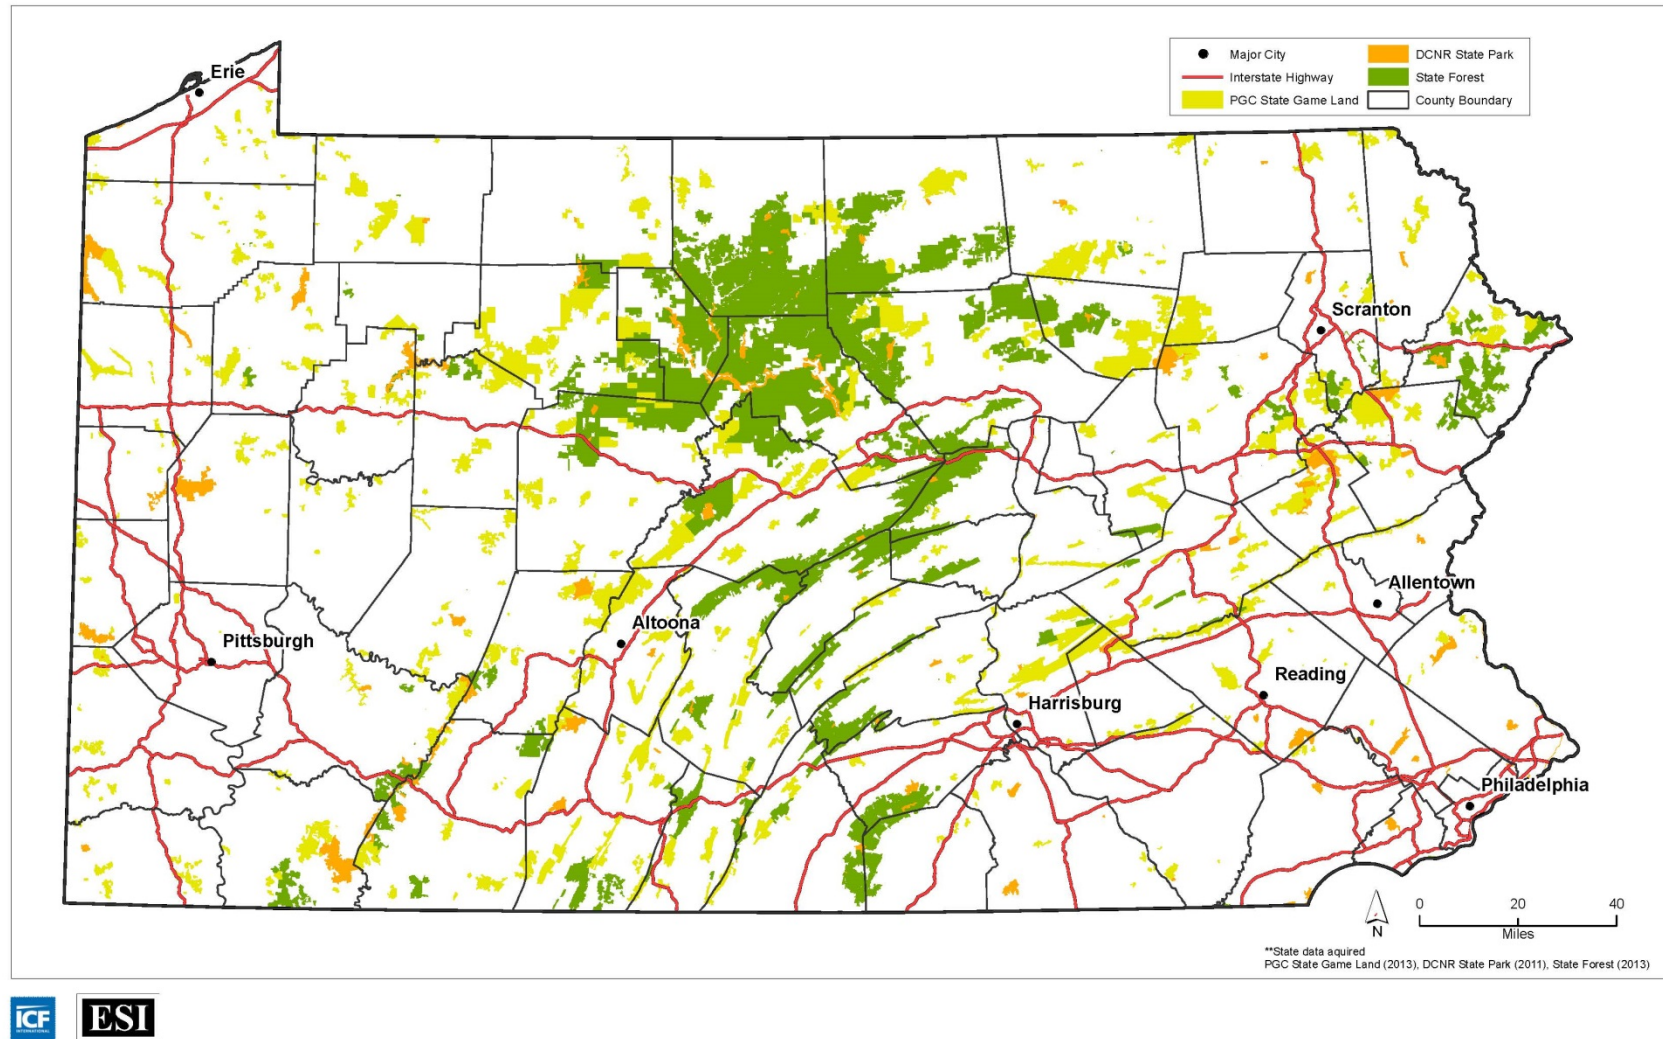 Major City
Interstate Highway
PGC State Game Land
DCNR State Park
State Forest
County Boundary
Erie
Scranton
Allentown
Altoona
Pittsburgh
Reading
Harrisburg
Philadelphia
N
0 20 40
Miles
**State data aquired
PGC State Game Land (2013), DCNR State Park (2011), State Forest (2013)
ICF
INTERNATIONAL
ESI